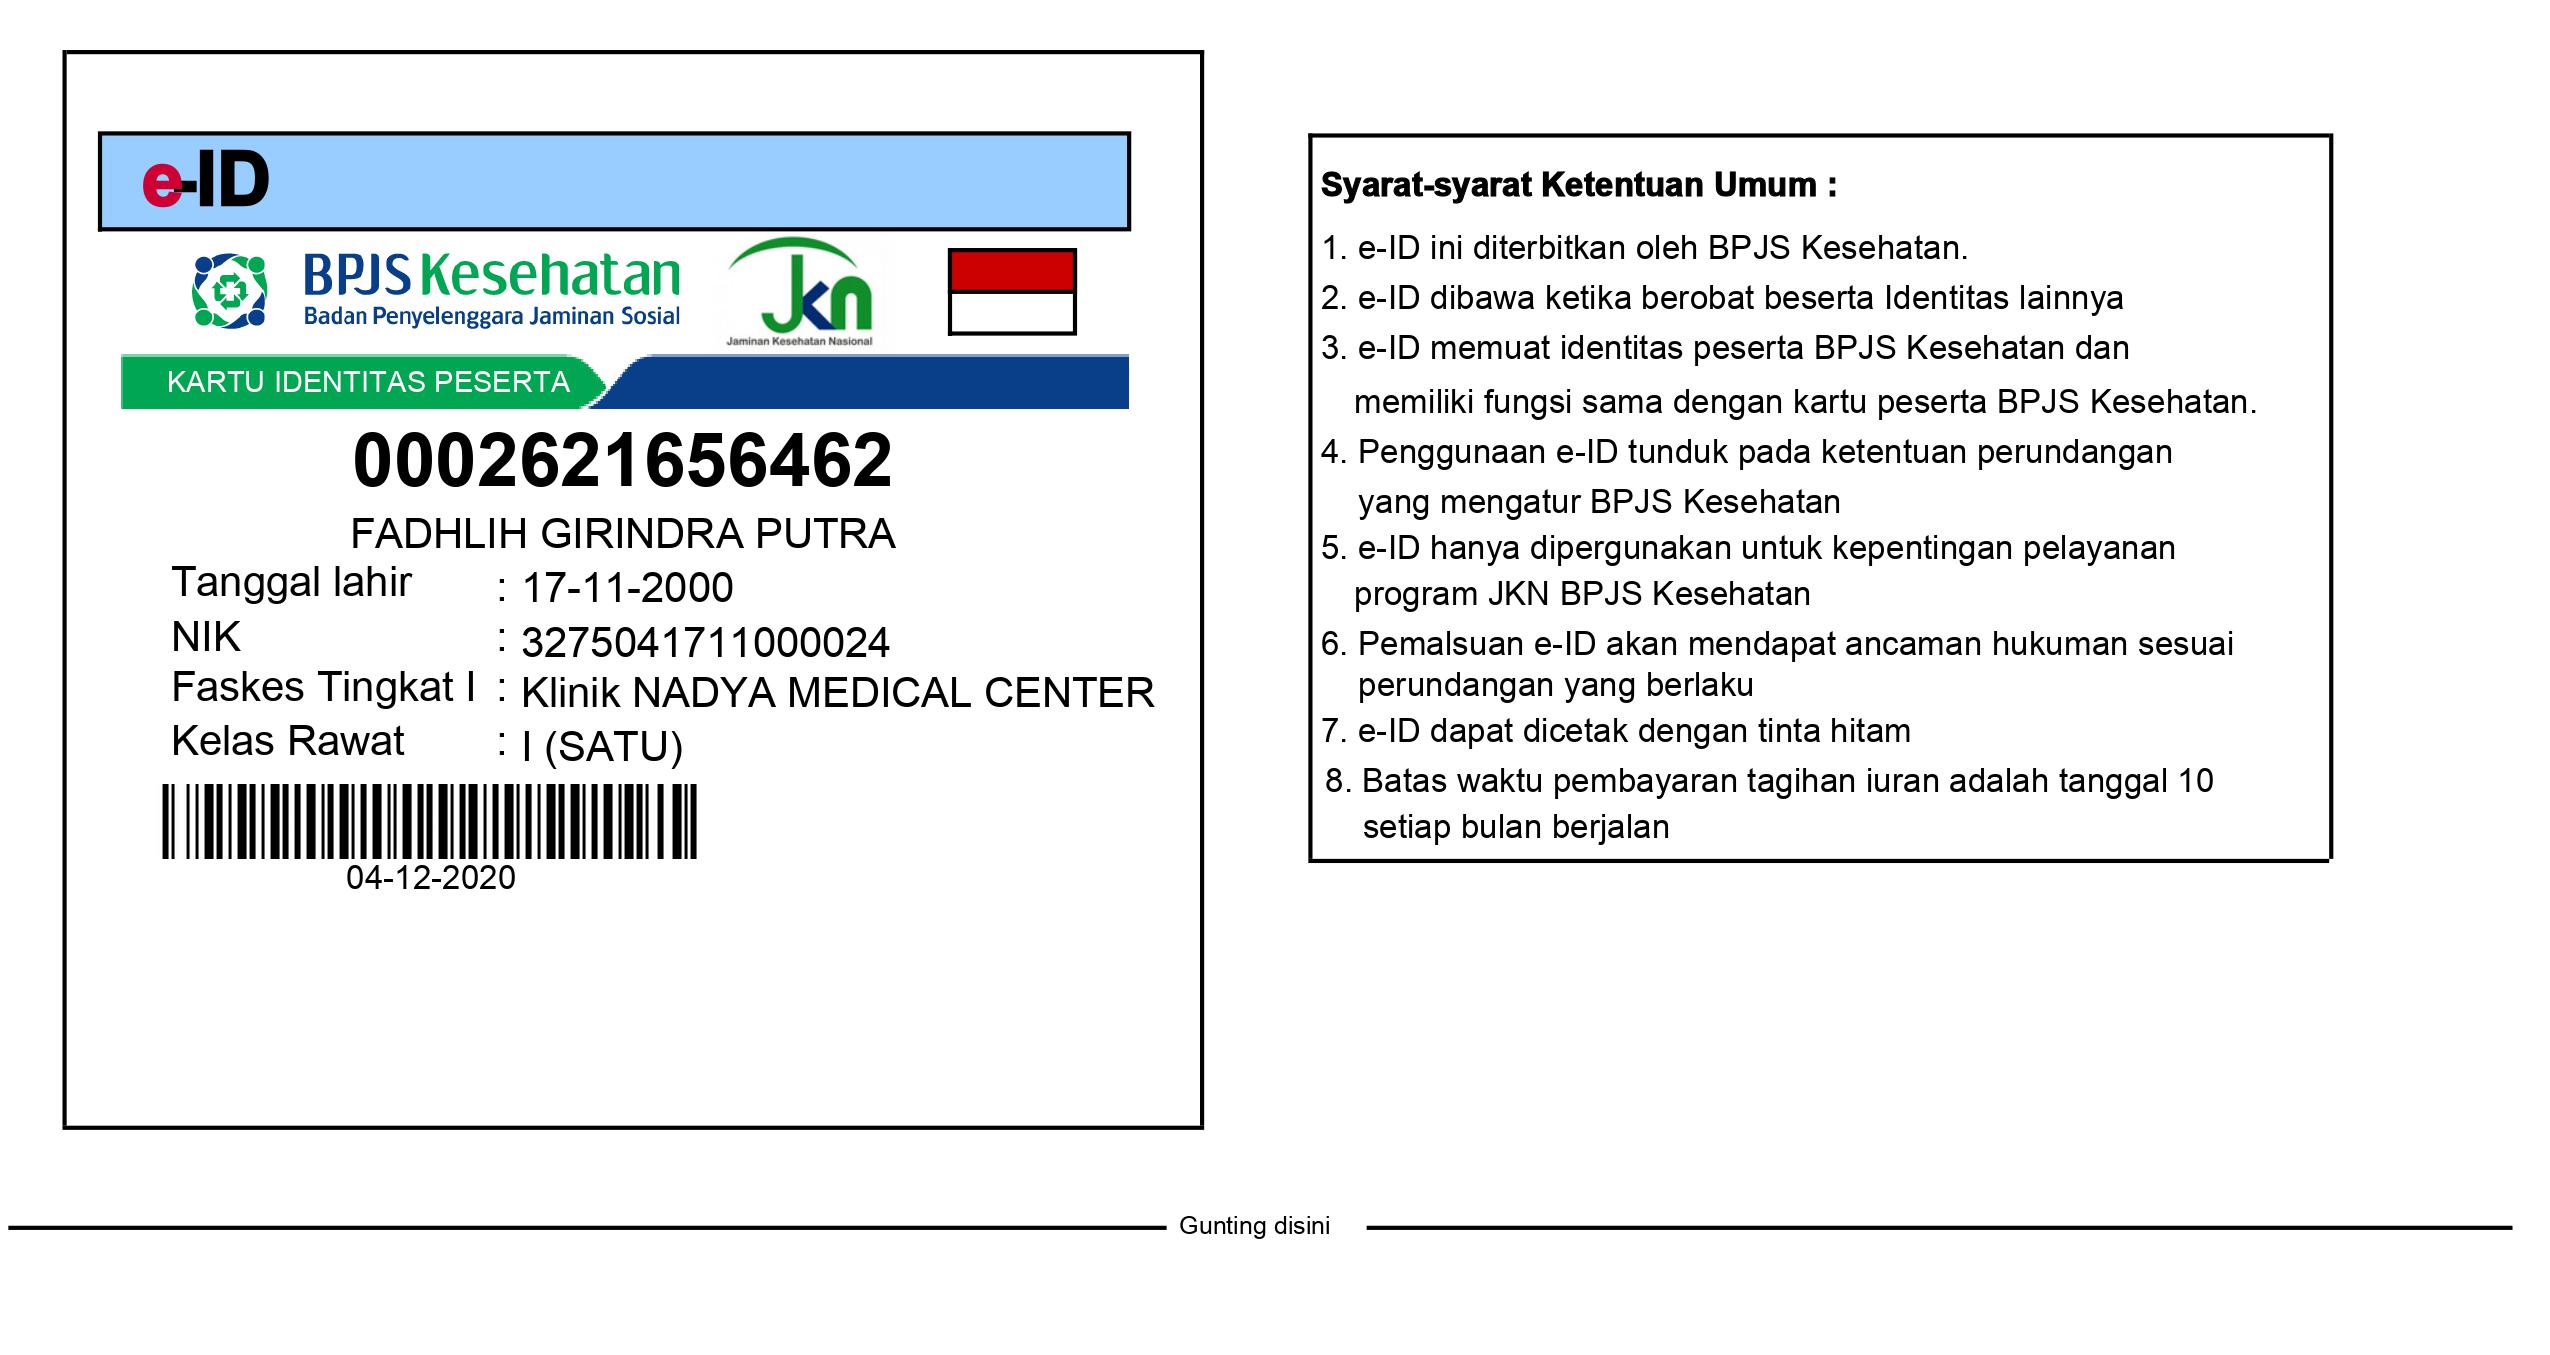 e-ID
BPJS Kesehatan
Badan Penyelenggara Jaminan Sosial
Jkn
Jaminan Kesehatan Nasional
KARTU IDENTITAS PESERTA
0002621656462
FADHLIH GIRINDRA PUTRA
Tanggal lahir : 17-11-2000
NIK : 3275041711000024
Faskes Tingkat I : Klinik NADYA MEDICAL CENTER
Kelas Rawat : I (SATU)
04-12-2020
Syarat-syarat Ketentuan Umum :
1. e-ID ini diterbitkan oleh BPJS Kesehatan.
2. e-ID dibawa ketika berobat beserta Identitas lainnya
3. e-ID memuat identitas peserta BPJS Kesehatan dan
memiliki fungsi sama dengan kartu peserta BPJS Kesehatan.
4. Penggunaan e-ID tunduk pada ketentuan perundangan
yang mengatur BPJS Kesehatan
5. e-ID hanya dipergunakan untuk kepentingan pelayanan
program JKN BPJS Kesehatan
6. Pemalsuan e-ID akan mendapat ancaman hukuman sesuai
perundangan yang berlaku
7. e-ID dapat dicetak dengan tinta hitam
8. Batas waktu pembayaran tagihan iuran adalah tanggal 10
setiap bulan berjalan
Gunting disini